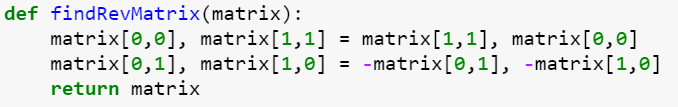 def findRevMatrix(matrix):
    matrix[0,0], matrix[1,1] = matrix[1,1], matrix[0,0]
    matrix[0,1], matrix[1,0] = -matrix[0,1], -matrix[1,0]
    return matrix